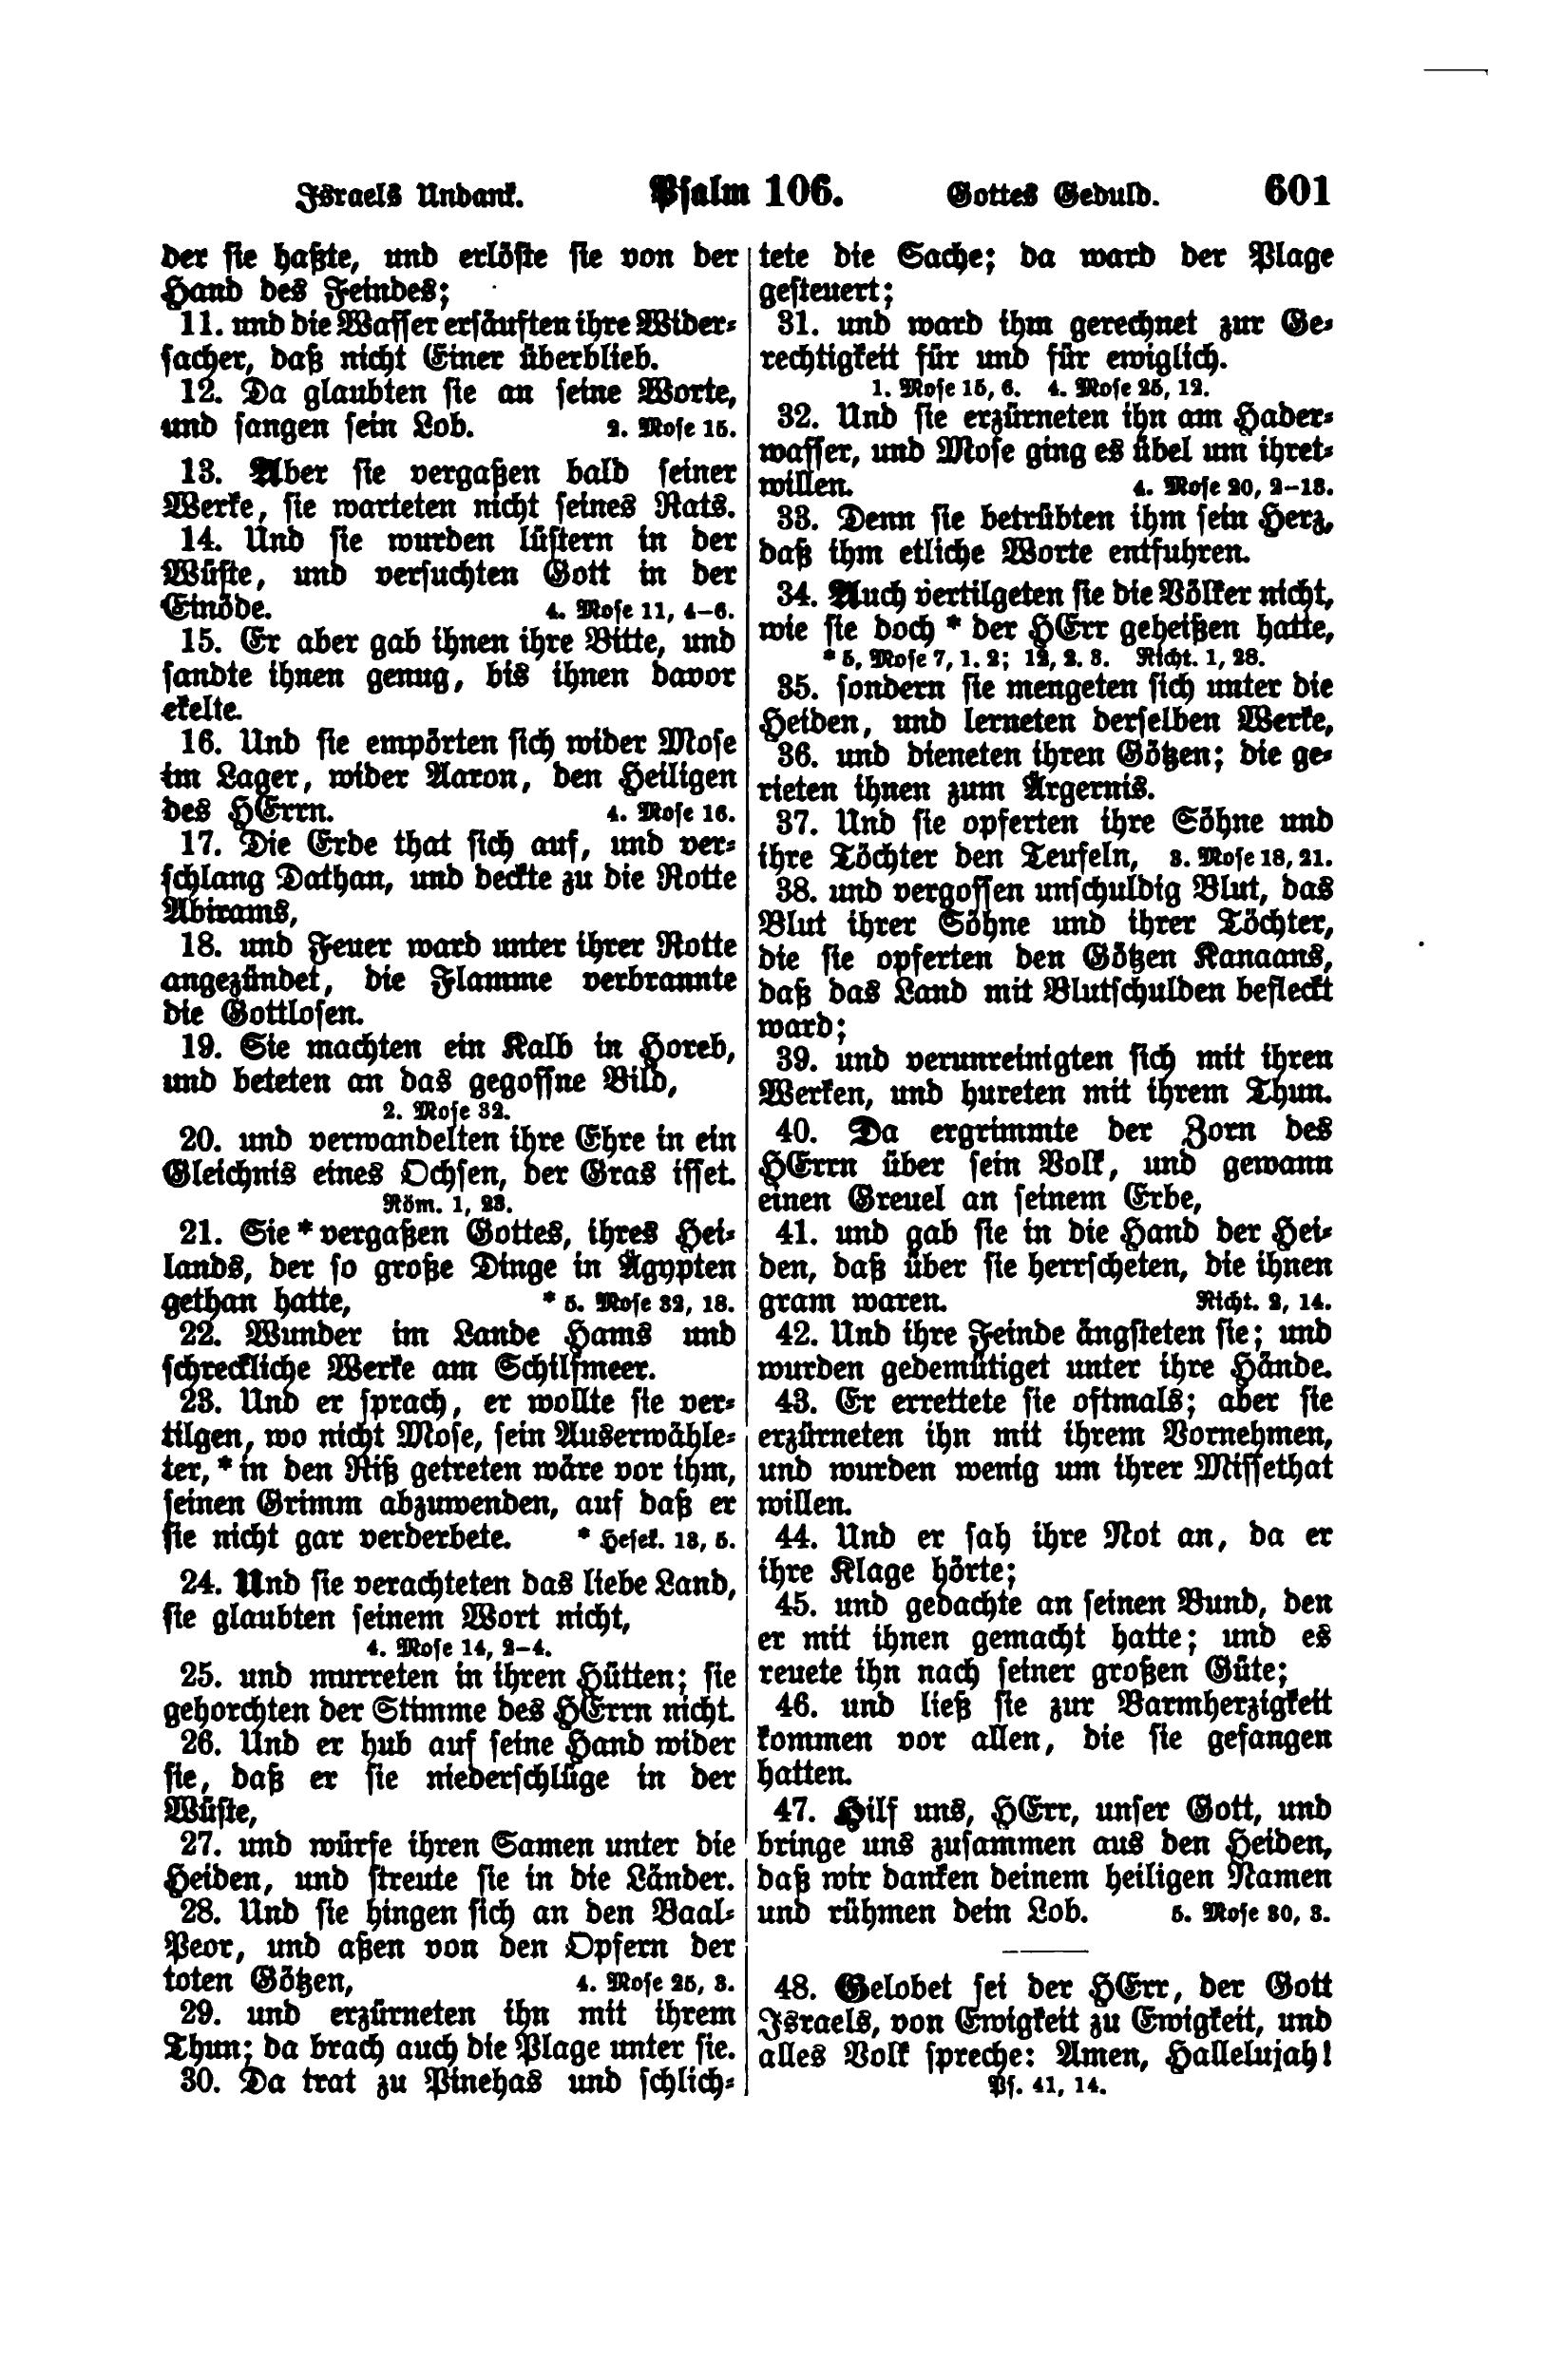 Israels Undank. Psalm 106. Gottes Geduld. 601
der sie haßte, und erlöste sie von der
Hand des Feindes;
11. und die Wasser ersäuften ihre Wider-
sacher, daß nicht Einer überblieb.
12. Da glaubten sie an seine Worte,
und sangen sein Lob. 2. Mose 15.
13. Aber sie vergaßen bald seiner
Werke, sie warteten nicht seines Rats.
14. Und sie wurden lüstern in der
Wüste, und versuchten Gott in der
Einöde. 4. Mose 11, 4–6.
15. Er aber gab ihnen ihre Bitte, und
sandte ihnen genug, bis ihnen davor
ekelte.
16. Und sie empörten sich wider Mose
im Lager, wider Aaron, den Heiligen
des HErrn. 4. Mose 16.
17. Die Erde that sich auf, und ver-
schlang Dathan, und deckte zu die Rotte
Abirams,
18. und Feuer ward unter ihrer Rotte
angezündet, die Flamme verbrannte
die Gottlosen.
19. Sie machten ein Kalb in Horeb,
und beteten an das gegossne Bild,
2. Mose 32.
20. und verwandelten ihre Ehre in ein
Gleichnis eines Ochsen, der Gras isset.
Röm. 1, 23.
21. Sie * vergaßen Gottes, ihres Hei-
lands, der so große Dinge in Ägypten
gethan hatte, * 5. Mose 32, 18.
22. Wunder im Lande Hams und
schreckliche Werke am Schilfmeer.
23. Und er sprach, er wollte sie ver-
tilgen, wo nicht Mose, sein Auserwähle-
ter, * in den Riß getreten wäre vor ihm,
seinen Grimm abzuwenden, auf daß er
sie nicht gar verderbete. * Hesek. 13, 5.
24. Und sie verachteten das liebe Land,
sie glaubten seinem Wort nicht,
4. Mose 14, 2–4.
25. und murreten in ihren Hütten; sie
gehorchten der Stimme des HErrn nicht.
26. Und er hub auf seine Hand wider
sie, daß er sie niederschlüge in der
Wüste,
27. und würfe ihren Samen unter die
Heiden, und streute sie in die Länder.
28. Und sie hingen sich an den Baal-
Peor, und aßen von den Opfern der
toten Götzen, 4. Mose 25, 3.
29. und erzürneten ihn mit ihrem
Thun; da brach auch die Plage unter sie.
30. Da trat zu Pinehas und schlich-
tete die Sache; da ward der Plage
gesteuert;
31. und ward ihm gerechnet zur Ge-
rechtigkeit für und für ewiglich.
1. Mose 15, 6. 4. Mose 25, 12.
32. Und sie erzürneten ihn am Hader-
wasser, und Mose ging es übel um ihret-
willen. 4. Mose 20, 2–13.
33. Denn sie betrübten ihm sein Herz,
daß ihm etliche Worte entfuhren.
34. Auch vertilgeten sie die Völker nicht,
wie sie doch * der HErr geheißen hatte,
* 5. Mose 7, 1. 2; 12, 2. 3. Richt. 1, 28.
35. sondern sie mengeten sich unter die
Heiden, und lerneten derselben Werke,
36. und dieneten ihren Götzen; die ge-
rieten ihnen zum Ärgernis.
37. Und sie opferten ihre Söhne und
ihre Töchter den Teufeln, 3. Mose 18, 21.
38. und vergossen unschuldig Blut, das
Blut ihrer Söhne und ihrer Töchter,
die sie opferten den Götzen Kanaans,
daß das Land mit Blutschulden befleckt
ward;
39. und verunreinigten sich mit ihren
Werken, und hureten mit ihrem Thun.
40. Da ergrimmte der Zorn des
HErrn über sein Volk, und gewann
einen Greuel an seinem Erbe,
41. und gab sie in die Hand der Hei-
den, daß über sie herrscheten, die ihnen
gram waren. Richt. 2, 14.
42. Und ihre Feinde ängsteten sie; und
wurden gedemütiget unter ihre Hände.
43. Er errettete sie oftmals; aber sie
erzürneten ihn mit ihrem Vornehmen,
und wurden wenig um ihrer Missethat
willen.
44. Und er sah ihre Not an, da er
ihre Klage hörte;
45. und gedachte an seinen Bund, den
er mit ihnen gemacht hatte; und es
reuete ihn nach seiner großen Güte;
46. und ließ sie zur Barmherzigkeit
kommen vor allen, die sie gefangen
hatten.
47. Hilf uns, HErr, unser Gott, und
bringe uns zusammen aus den Heiden,
daß wir danken deinem heiligen Namen
und rühmen dein Lob. 5. Mose 30, 3.
48. Gelobet sei der HErr, der Gott
Israels, von Ewigkeit zu Ewigkeit, und
alles Volk spreche: Amen, Hallelujah!
Ps. 41, 14.